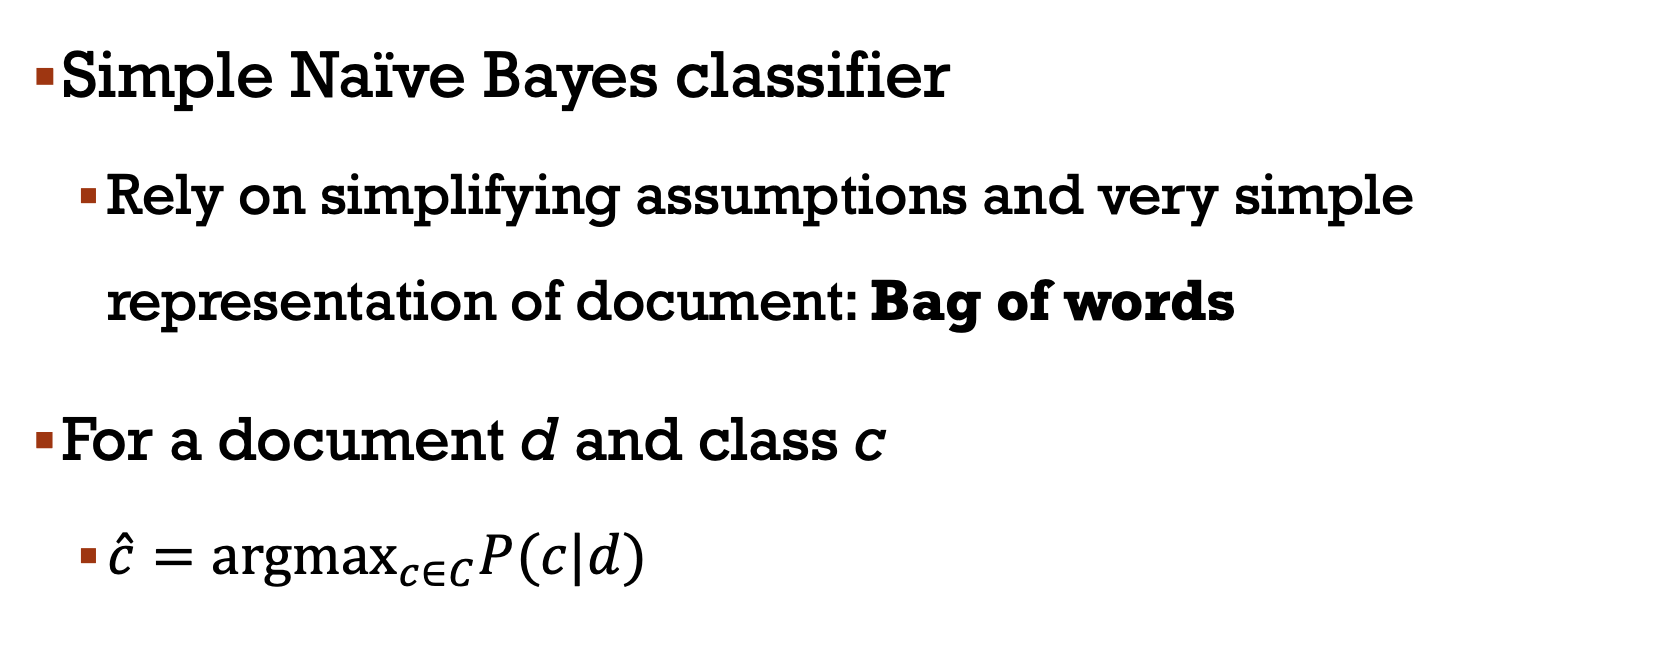 ▪Simple Naïve Bayes classifier
▪Rely on simplifying assumptions and very simple
representation of document: Bag of words
▪For a document d and class c
▪ĉ = argmax_{c∈C} P(c|d)